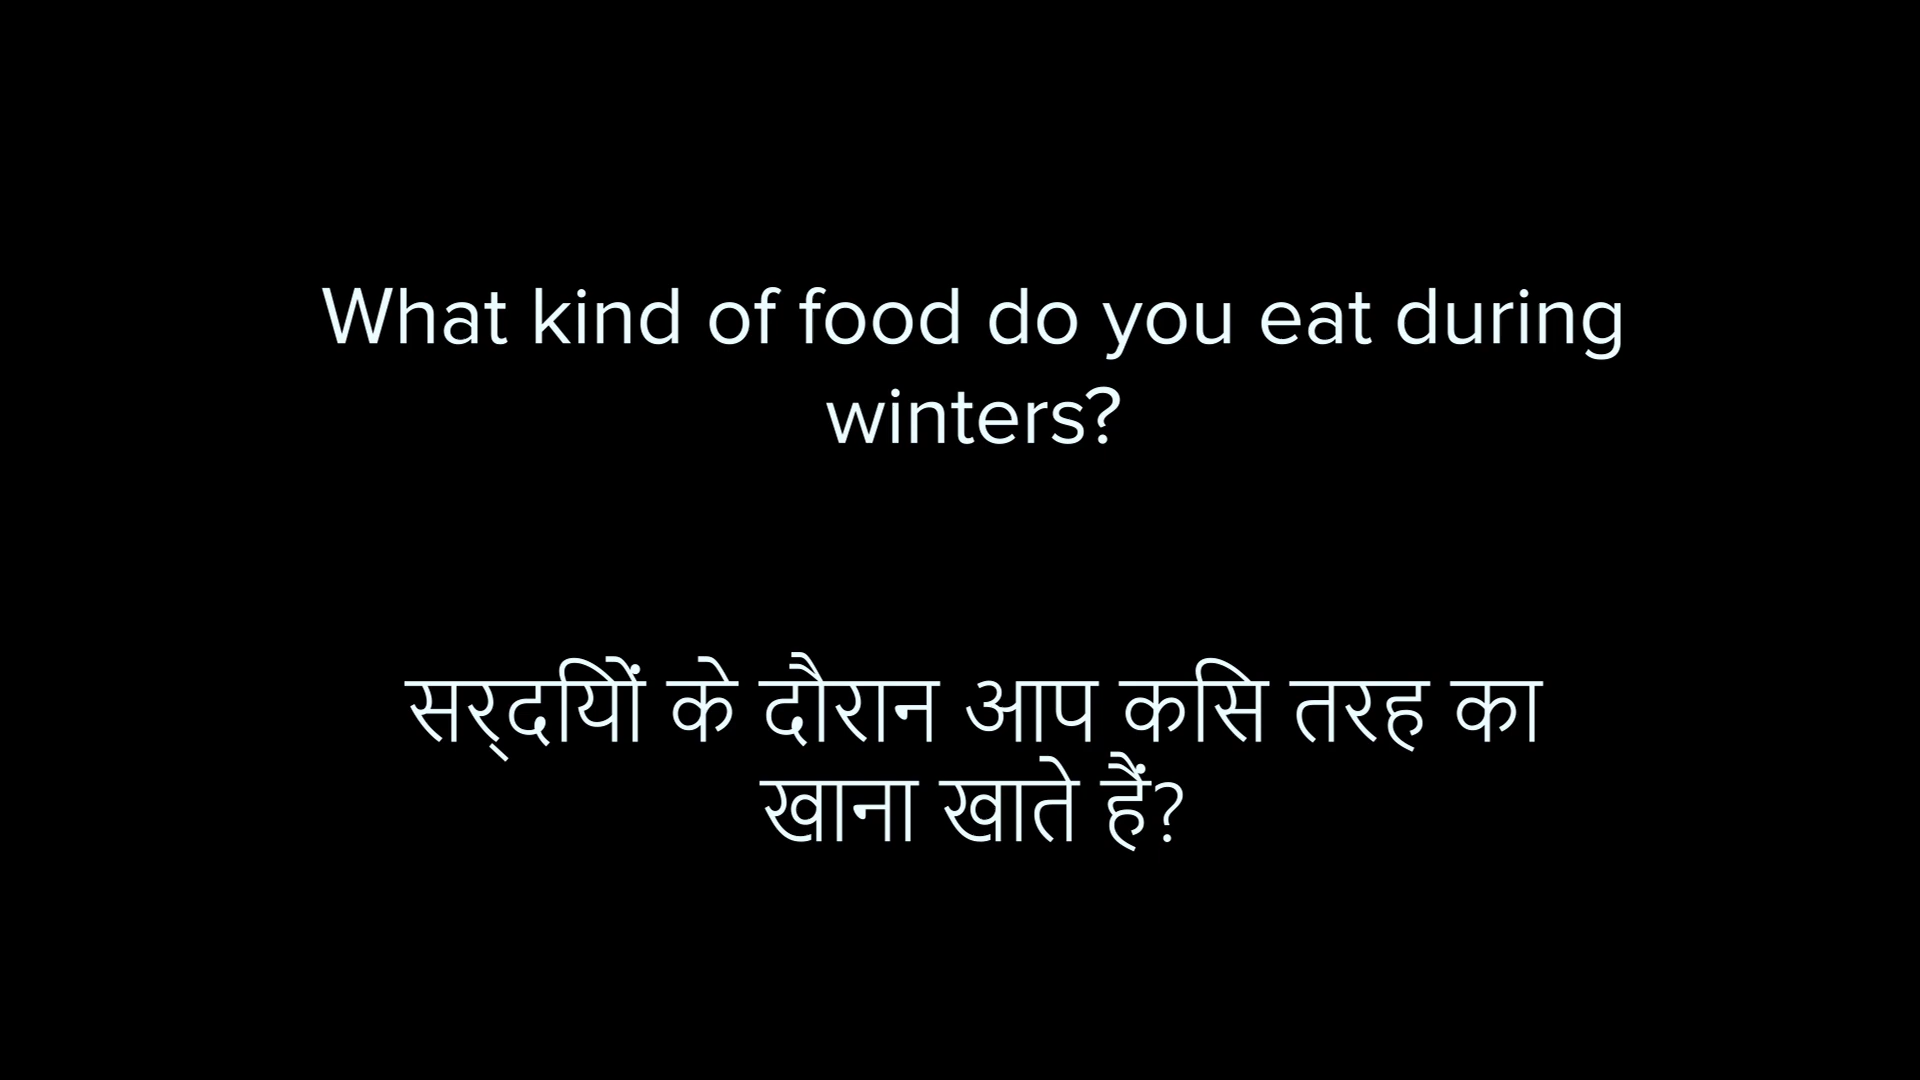 What kind of food do you eat during
winters?
सर्दियों के दौरान आप किस तरह का
खाना खाते हैं?